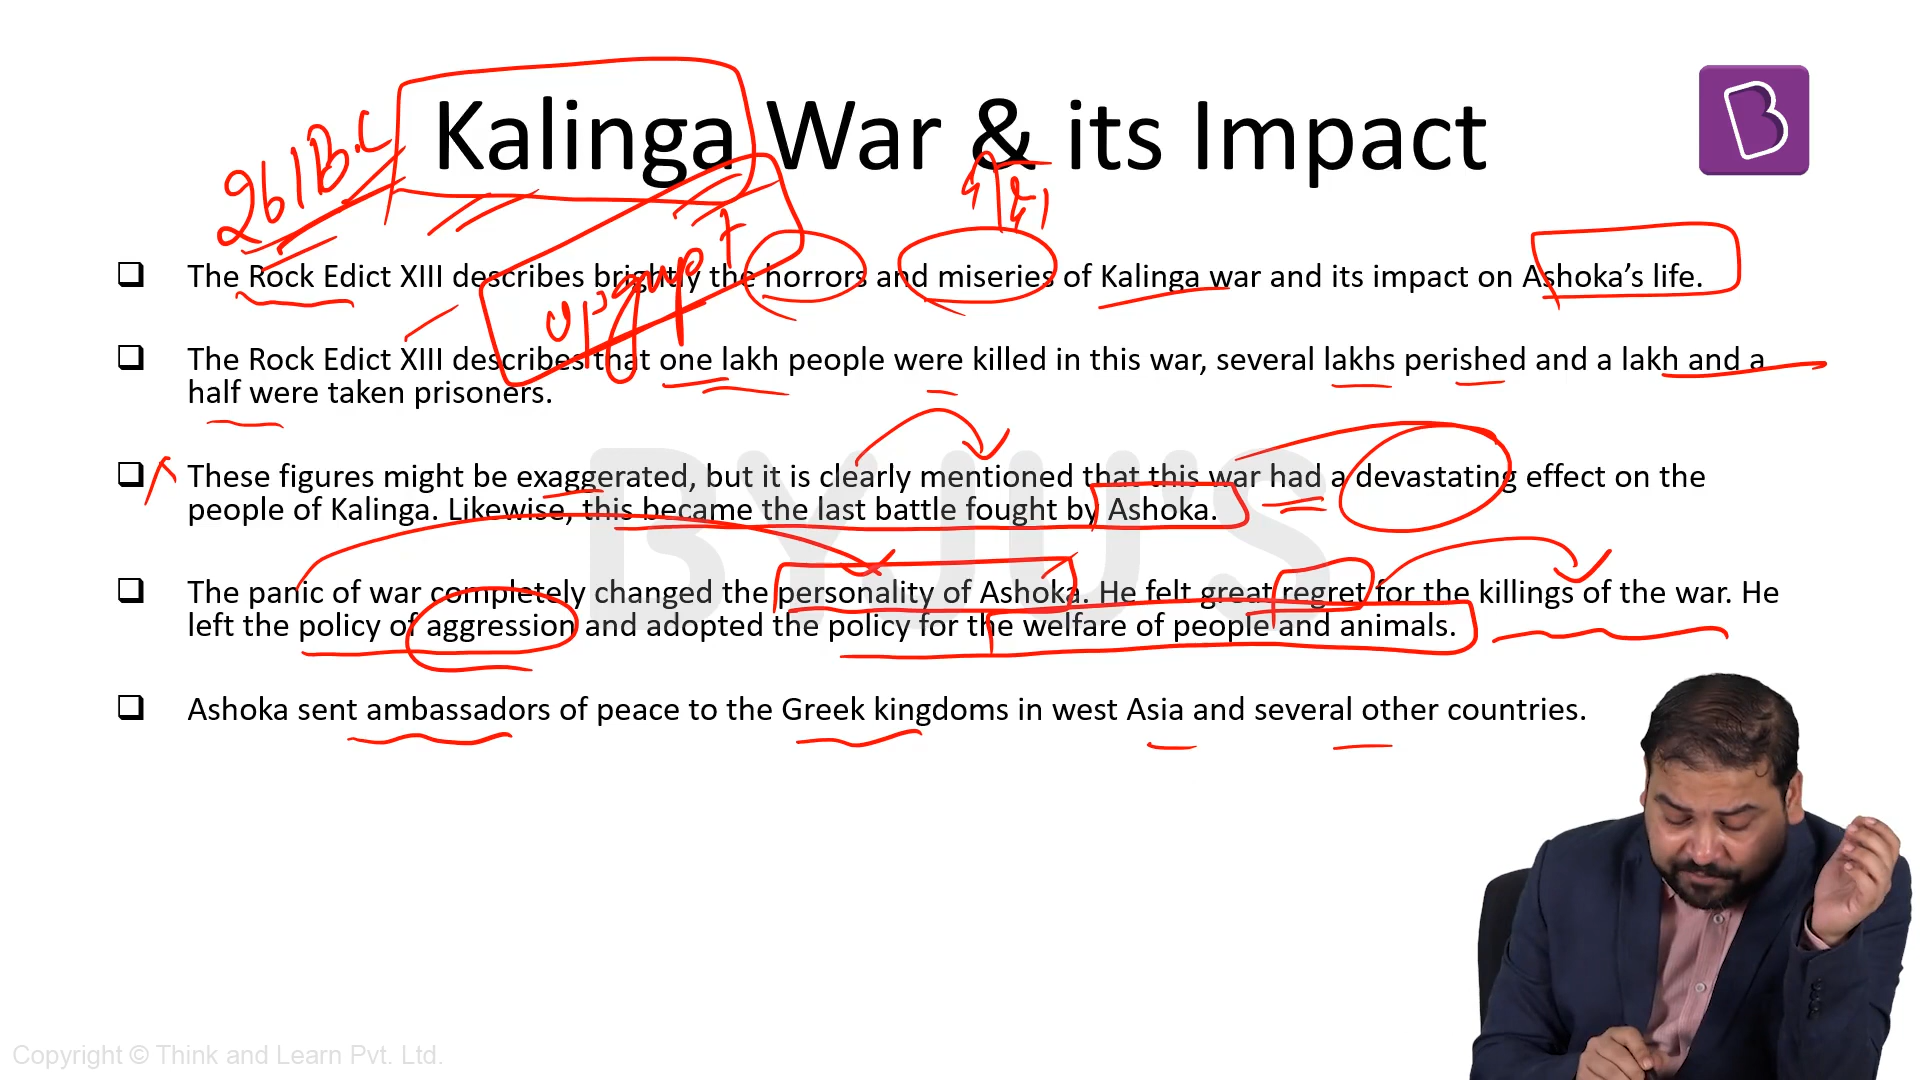 Kalinga War & its Impact
261 B.C
upgupt
The Rock Edict XIII describes brightly the horrors and miseries of Kalinga war and its impact on Ashoka’s life.
The Rock Edict XIII describes that one lakh people were killed in this war, several lakhs perished and a lakh and a
half were taken prisoners.
These figures might be exaggerated, but it is clearly mentioned that this war had a devastating effect on the
people of Kalinga. Likewise, this became the last battle fought by Ashoka.
The panic of war completely changed the personality of Ashoka. He felt great regret for the killings of the war. He
left the policy of aggression and adopted the policy for the welfare of people and animals.
Ashoka sent ambassadors of peace to the Greek kingdoms in west Asia and several other countries.
BYJU'S
Copyright © Think and Learn Pvt. Ltd.